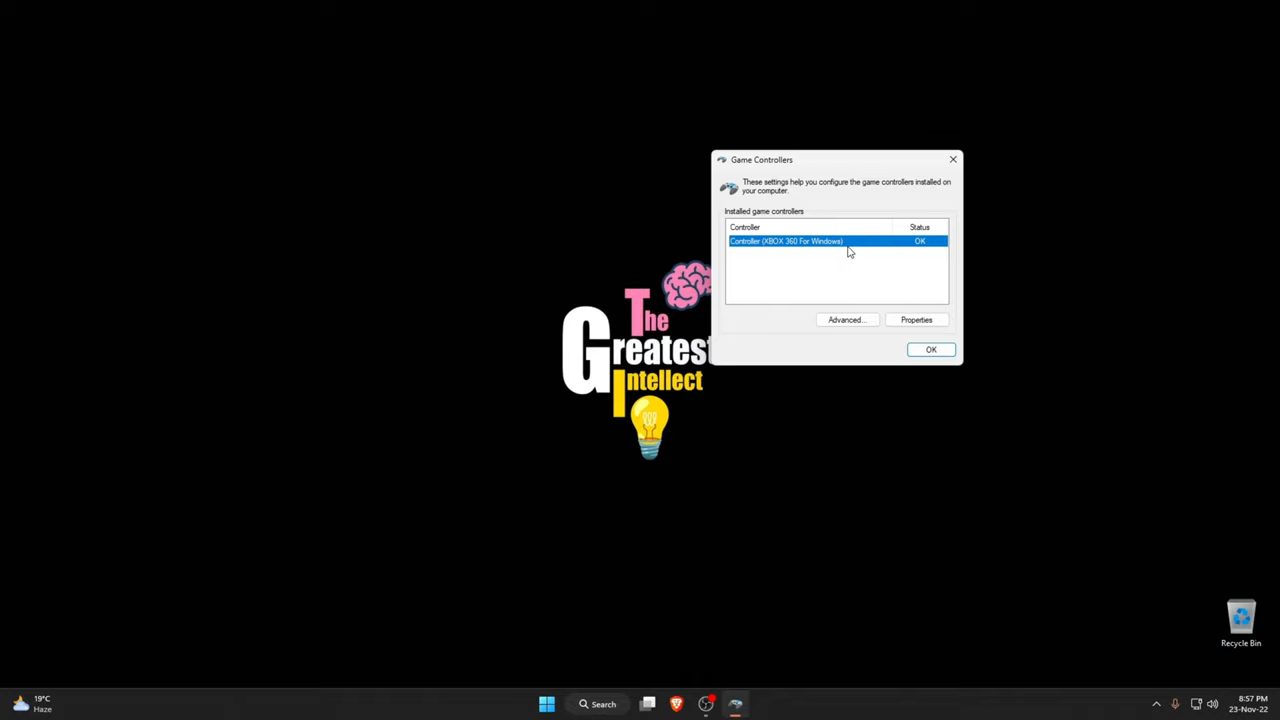 Game Controllers
These settings help you configure the game controllers installed on
your computer.
Installed game controllers
Controller Status
Controller (XBOX 360 For Windows) OK
Advanced... Properties
OK
The
Greatest
Intellect
Recycle Bin
19°C
Haze
Search
8:57 PM
23-Nov-22